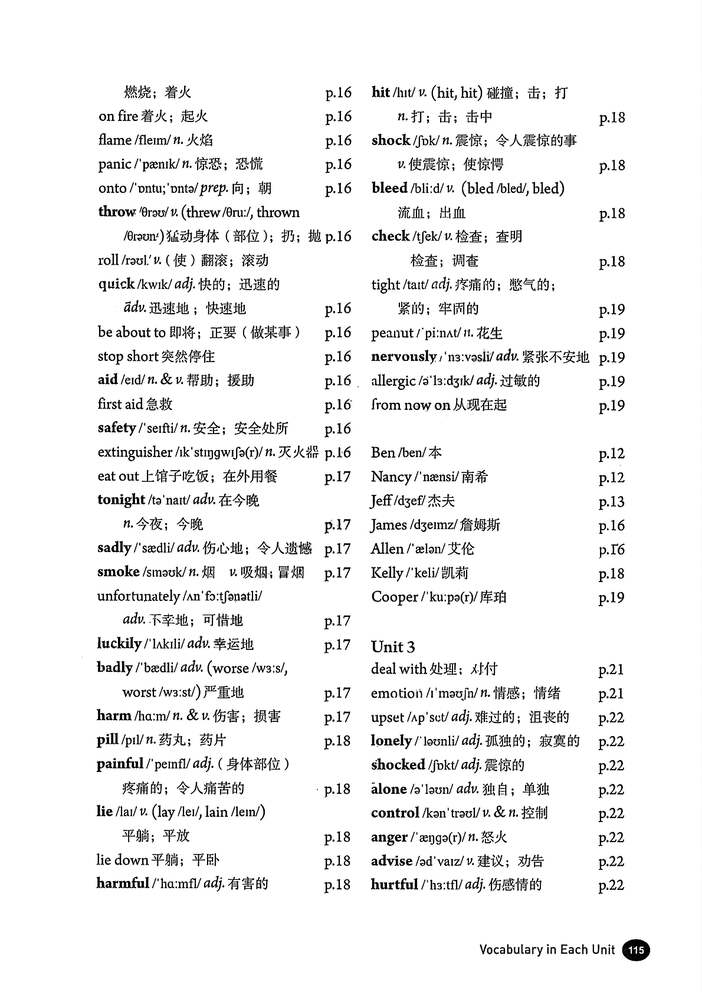 燃烧；着火 p.16
on fire 着火；起火 p.16
flame /fleɪm/ n. 火焰 p.16
panic /ˈpænɪk/ n. 惊恐；恐慌 p.16
onto /ˈɒntu; ˈɒntə/ prep. 向；朝 p.16
throw /θrəʊ/ v. (threw /θru:/, thrown
/θrəʊn/) 猛动身体（部位）；扔；抛 p.16
roll /rəʊl/ v.（使）翻滚；滚动
quick /kwɪk/ adj. 快的；迅速的
adv. 迅速地；快速地 p.16
be about to 即将；正要（做某事） p.16
stop short 突然停住 p.16
aid /eɪd/ n. & v. 帮助；援助 p.16
first aid 急救 p.16
safety /ˈseɪfti/ n. 安全；安全处所 p.16
extinguisher /ɪkˈstɪŋgwɪʃə(r)/ n. 灭火器 p.16
eat out 上馆子吃饭；在外用餐 p.17
tonight /təˈnaɪt/ adv. 在今晚
n. 今夜；今晚 p.17
sadly /ˈsædli/ adv. 伤心地；令人遗憾 p.17
smoke /sməʊk/ n. 烟 v. 吸烟；冒烟 p.17
unfortunately /ʌnˈfɔ:tʃənətli/
adv. 不幸地；可惜地 p.17
luckily /ˈlʌkɪli/ adv. 幸运地 p.17
badly /ˈbædli/ adv. (worse /wɜ:s/,
worst /wɜ:st/) 严重地 p.17
harm /hɑ:m/ n. & v. 伤害；损害 p.17
pill /pɪl/ n. 药丸；药片 p.18
painful /ˈpeɪnfl/ adj.（身体部位）
疼痛的；令人痛苦的 p.18
lie /laɪ/ v. (lay /leɪ/, lain /leɪn/)
平躺；平放 p.18
lie down 平躺；平卧 p.18
harmful /ˈhɑ:mfl/ adj. 有害的 p.18
hit /hɪt/ v. (hit, hit) 碰撞；击；打
n. 打；击；击中 p.18
shock /ʃɒk/ n. 震惊；令人震惊的事
v. 使震惊；使惊愕 p.18
bleed /bli:d/ v. (bled /bled/, bled)
流血；出血 p.18
check /tʃek/ v. 检查；查明
检查；调查 p.18
tight /taɪt/ adj. 疼痛的；憋气的；
紧的；牢固的 p.19
peanut /ˈpi:nʌt/ n. 花生 p.19
nervously /ˈnɜ:vəsli/ adv. 紧张不安地 p.19
allergic /əˈlɜ:dʒɪk/ adj. 过敏的 p.19
from now on 从现在起 p.19
Ben /ben/ 本 p.12
Nancy /ˈnænsi/ 南希 p.12
Jeff /dʒef/ 杰夫 p.13
James /dʒeɪmz/ 詹姆斯 p.16
Allen /ˈælən/ 艾伦 p.16
Kelly /ˈkeli/ 凯莉 p.18
Cooper /ˈku:pə(r)/ 库珀 p.19
Unit 3
deal with 处理；对付 p.21
emotion /ɪˈməʊʃn/ n. 情感；情绪 p.21
upset /ʌpˈset/ adj. 难过的；沮丧的 p.22
lonely /ˈləʊnli/ adj. 孤独的；寂寞的 p.22
shocked /ʃɒkt/ adj. 震惊的 p.22
alone /əˈləʊn/ adv. 独自；单独 p.22
control /kənˈtrəʊl/ v. & n. 控制 p.22
anger /ˈæŋgə(r)/ n. 怒火 p.22
advise /ədˈvaɪz/ v. 建议；劝告 p.22
hurtful /ˈhɜ:tfl/ adj. 伤感情的 p.22
Vocabulary in Each Unit 115